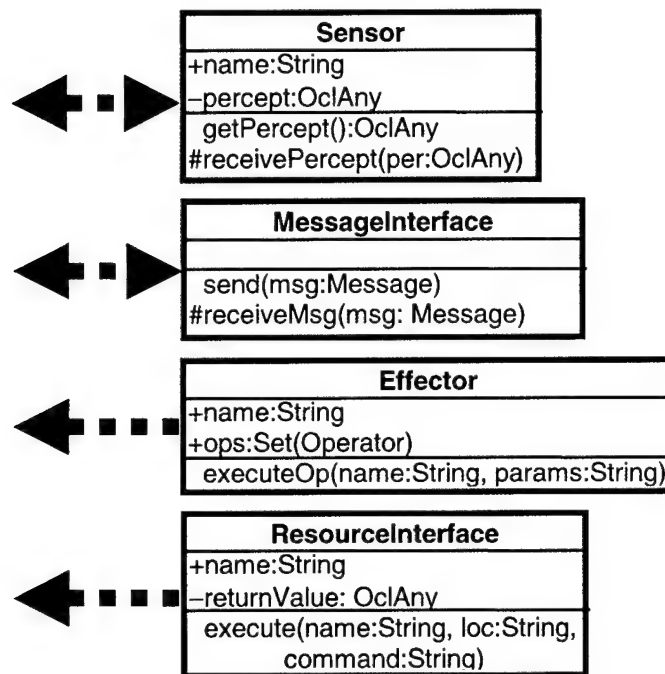 Sensor
+name:String
–percept:OclAny
getPercept():OclAny
#receivePercept(per:OclAny)
MessageInterface
send(msg:Message)
#receiveMsg(msg: Message)
Effector
+name:String
+ops:Set(Operator)
executeOp(name:String, params:String)
ResourceInterface
+name:String
–returnValue: OclAny
execute(name:String, loc:String,
command:String)